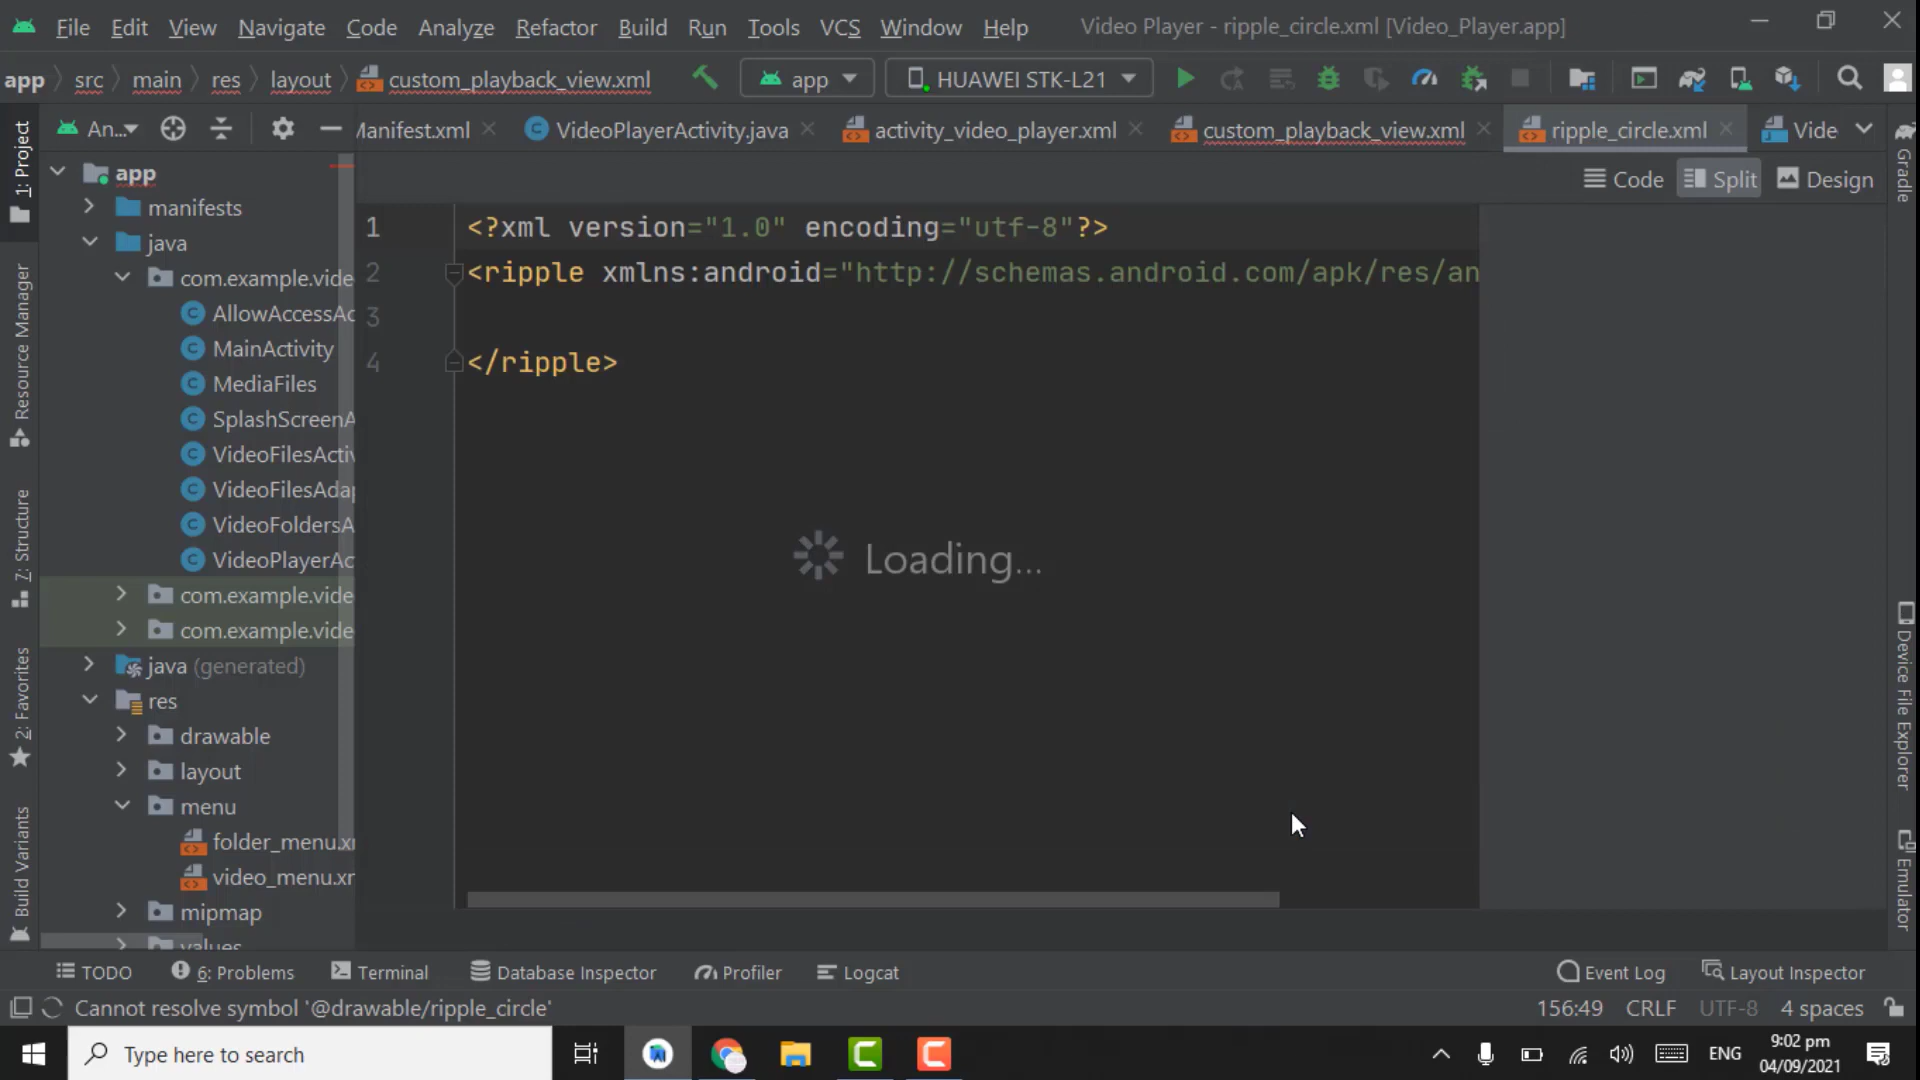 File Edit View Navigate Code Analyze Refactor Build Run Tools VCS Window Help Video Player - ripple_circle.xml [Video_Player.app]
app src main res layout custom_playback_view.xml app HUAWEI STK-L21
An... Manifest.xml VideoPlayerActivity.java activity_video_player.xml custom_playback_view.xml ripple_circle.xml Vide
Code Split Design
1: Project
Resource Manager
7: Structure
2: Favorites
Build Variants
app
manifests
java
com.example.vide
AllowAccessAc
MainActivity
MediaFiles
SplashScreenA
VideoFilesActiv
VideoFilesAdap
VideoFoldersA
VideoPlayerAc
com.example.vide
com.example.vide
java (generated)
res
drawable
layout
menu
folder_menu.x
video_menu.xr
mipmap
values
1 <?xml version="1.0" encoding="utf-8"?>
2 <ripple xmlns:android="http://schemas.android.com/apk/res/an
3
4 </ripple>
Loading...
Gradle
Device File Explorer
Emulator
TODO 6: Problems Terminal Database Inspector Profiler Logcat Event Log Layout Inspector
Cannot resolve symbol '@drawable/ripple_circle' 156:49 CRLF UTF-8 4 spaces
Type here to search ENG 9:02 pm
04/09/2021